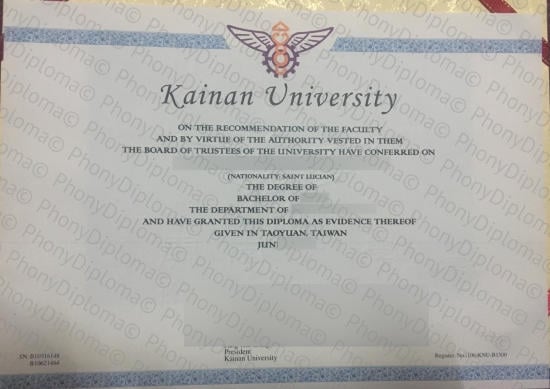 PhonyDiploma©
Kainan University
ON THE RECOMMENDATION OF THE FACULTY
AND BY VIRTUE OF THE AUTHORITY VESTED IN THEM
THE BOARD OF TRUSTEES OF THE UNIVERSITY HAVE CONFERRED ON
(NATIONALITY: SAINT LUCIAN)
THE DEGREE OF
BACHELOR OF
THE DEPARTMENT OF
AND HAVE GRANTED THIS DIPLOMA AS EVIDENCE THEREOF
GIVEN IN TAOYUAN, TAIWAN
JUN
President
Kainan University